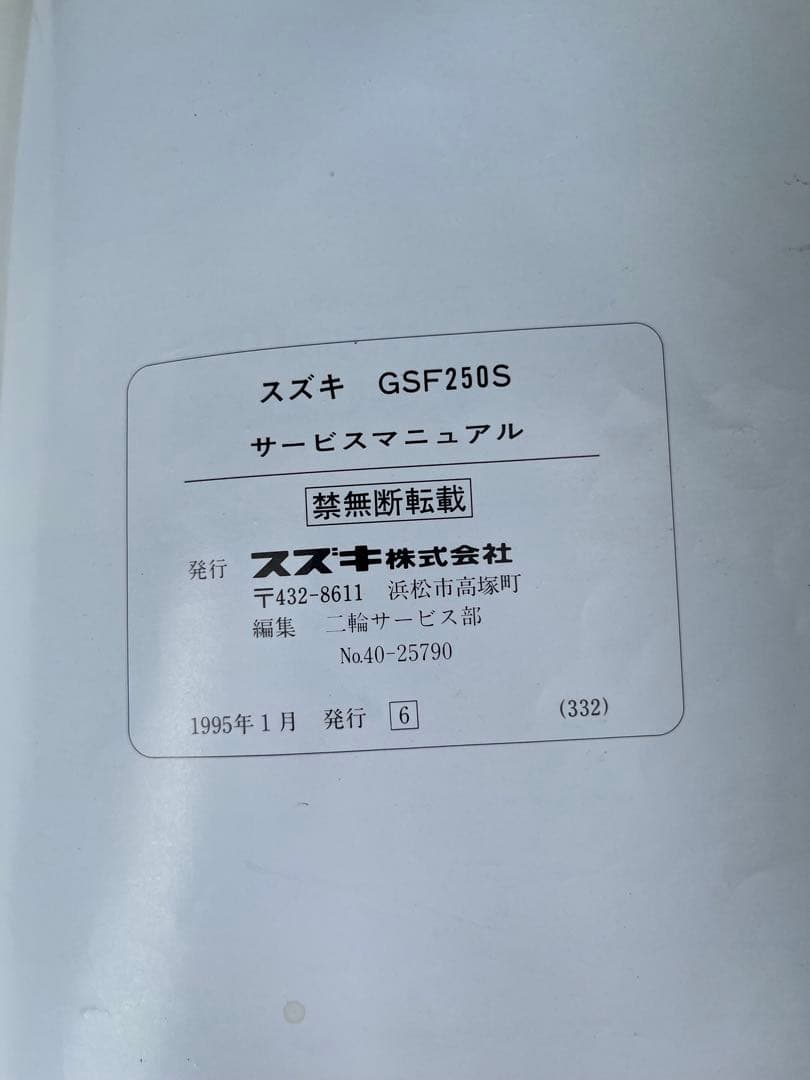 スズキ GSF250S
サービスマニュアル
禁無断転載
発行 スズキ株式会社
〒432-8611 浜松市高塚町
編集 二輪サービス部
No.40-25790
1995年1月 発行 6 (332)